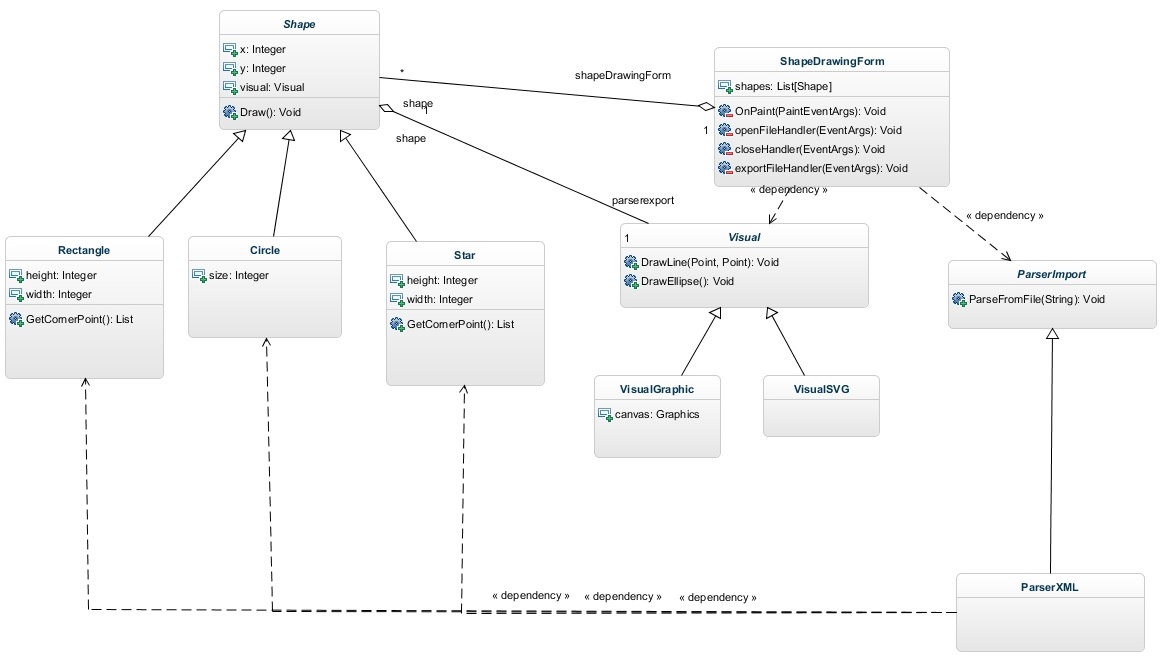 Shape
x: Integer
y: Integer
visual: Visual
Draw(): Void
*
shapeDrawingForm
shape
1
shape
ShapeDrawingForm
shapes: List[Shape]
OnPaint(PaintEventArgs): Void
1
openFileHandler(EventArgs): Void
closeHandler(EventArgs): Void
exportFileHandler(EventArgs): Void
« dependency »
« dependency »
parserexport
1
Visual
DrawLine(Point, Point): Void
DrawEllipse(): Void
Rectangle
height: Integer
width: Integer
GetCornerPoint(): List
Circle
size: Integer
Star
height: Integer
width: Integer
GetCornerPoint(): List
ParserImport
ParseFromFile(String): Void
VisualGraphic
canvas: Graphics
VisualSVG
« dependency » « dependency » « dependency »
ParserXML